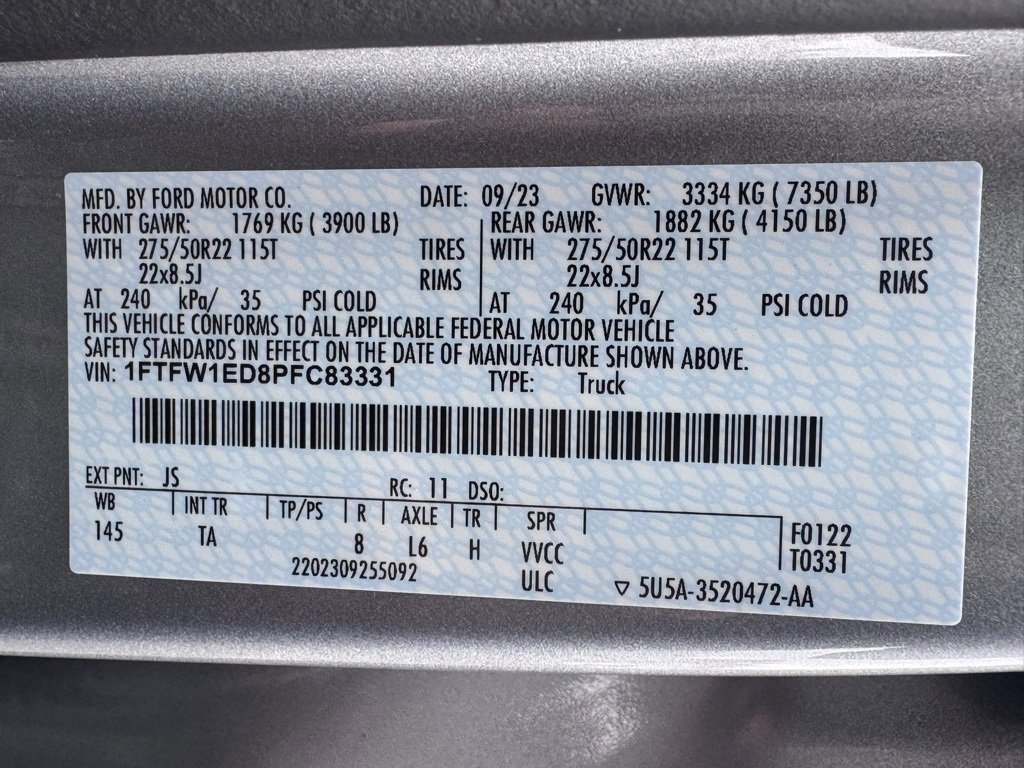 MFD. BY FORD MOTOR CO. DATE: 09/23 GVWR: 3334 KG ( 7350 LB)
FRONT GAWR: 1769 KG ( 3900 LB) REAR GAWR: 1882 KG ( 4150 LB)
WITH 275/50R22 115T TIRES WITH 275/50R22 115T TIRES
22x8.5J RIMS 22x8.5J RIMS
AT 240 kPa/ 35 PSI COLD AT 240 kPa/ 35 PSI COLD
THIS VEHICLE CONFORMS TO ALL APPLICABLE FEDERAL MOTOR VEHICLE
SAFETY STANDARDS IN EFFECT ON THE DATE OF MANUFACTURE SHOWN ABOVE.
VIN: 1FTFW1ED8PFC83331 TYPE: Truck
EXT PNT: JS RC: 11 DSO:
WB INT TR TP/PS R AXLE TR SPR
145 TA 8 L6 H VVCC F0122
2202309255092 ULC T0331
▽ 5U5A-3520472-AA